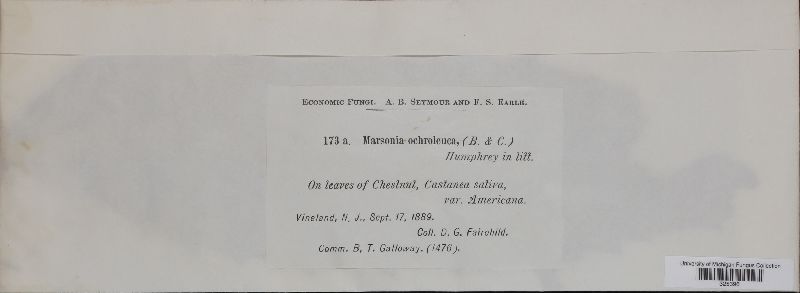 ECONOMIC FUNGI. A. B. SEYMOUR AND F. S. EARLE.
173 a. Marsonia ochroleuca, (B. & C.)
Humphrey in litt.
On leaves of Chestnut, Castanea sativa,
var. Americana.
Vineland, N. J., Sept. 17, 1889.
Coll. D. G. Fairchild.
Comm. B. T. Galloway. (1476).
University of Michigan Fungus Collection